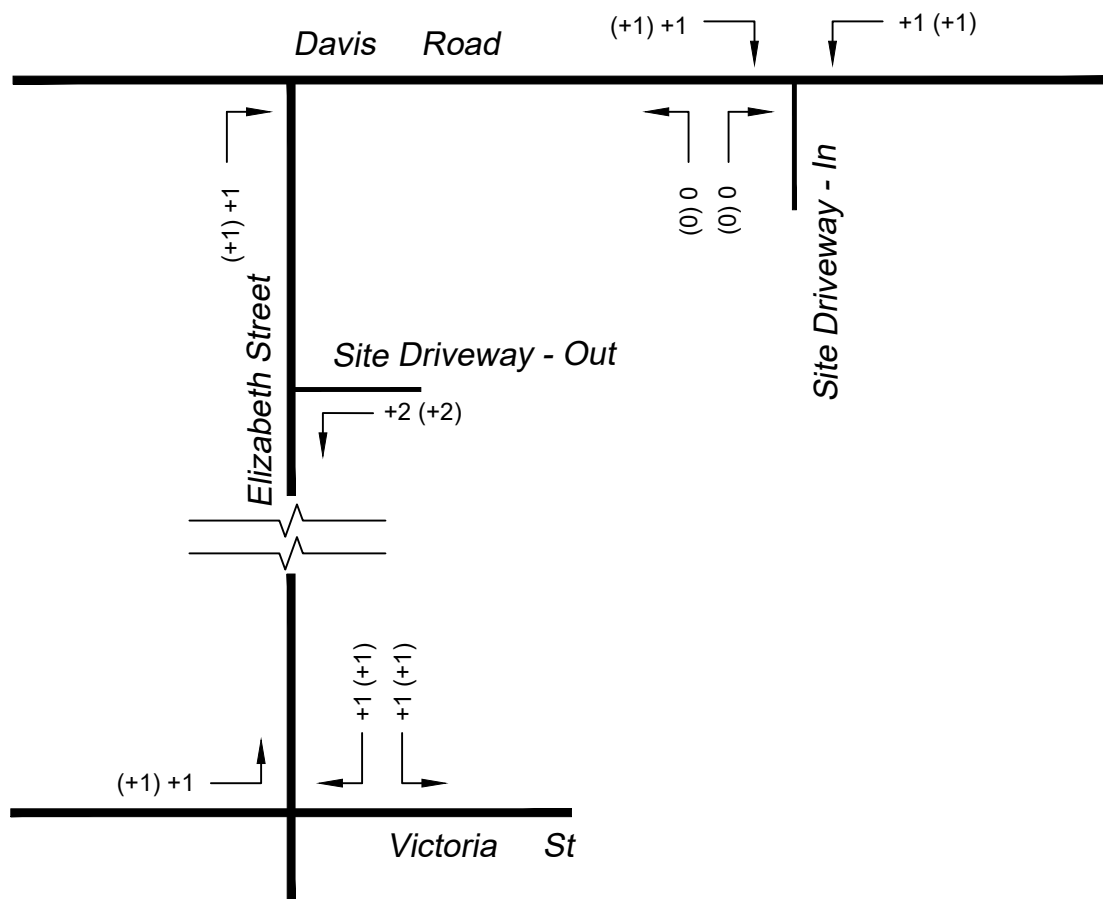 (+1) +1
+1 (+1)
Davis Road
(+1) +1
(0) 0
(0) 0
Site Driveway - In
Elizabeth Street
Site Driveway - Out
+2 (+2)
+1 (+1)
+1 (+1)
(+1) +1
Victoria St